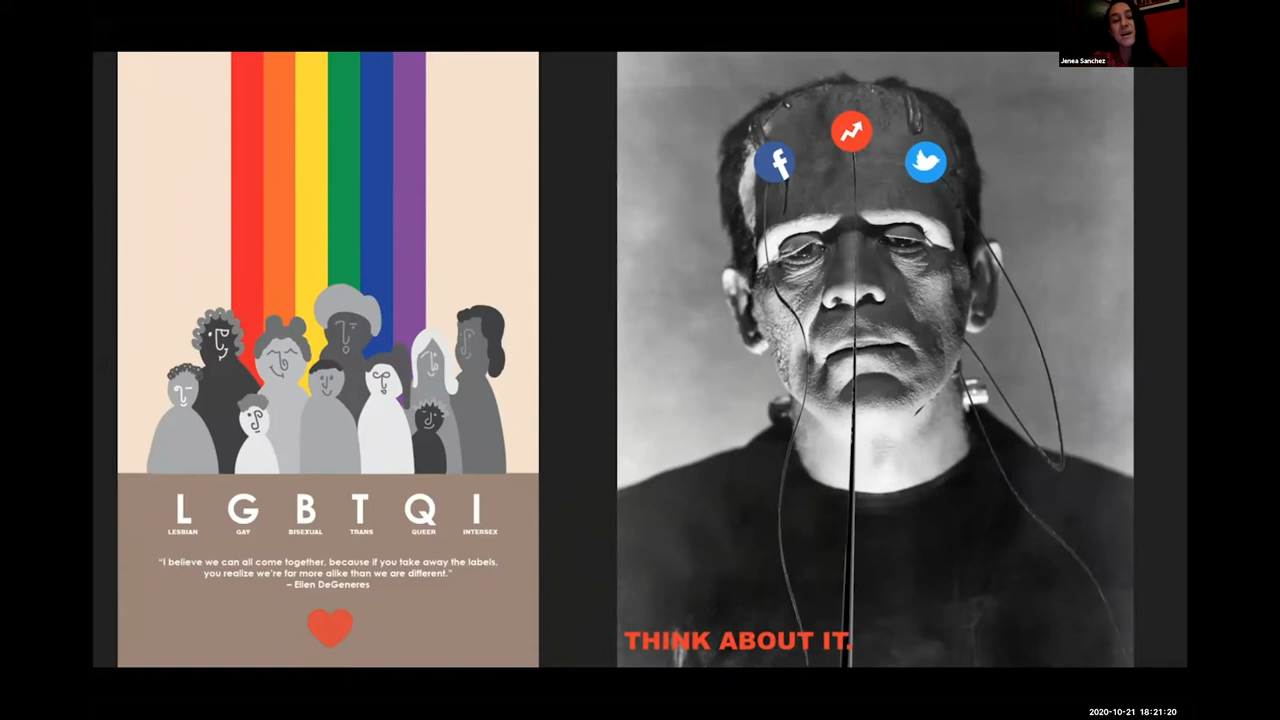 Jenea Sanchez
L G B T Q I
LESBIAN GAY BISEXUAL TRANS QUEER INTERSEX
“I believe we can all come together, because if you take away the labels.
you realize we’re far more alike than we are different.”
– Ellen DeGeneres
THINK ABOUT IT.
2020-10-21 18:21:20